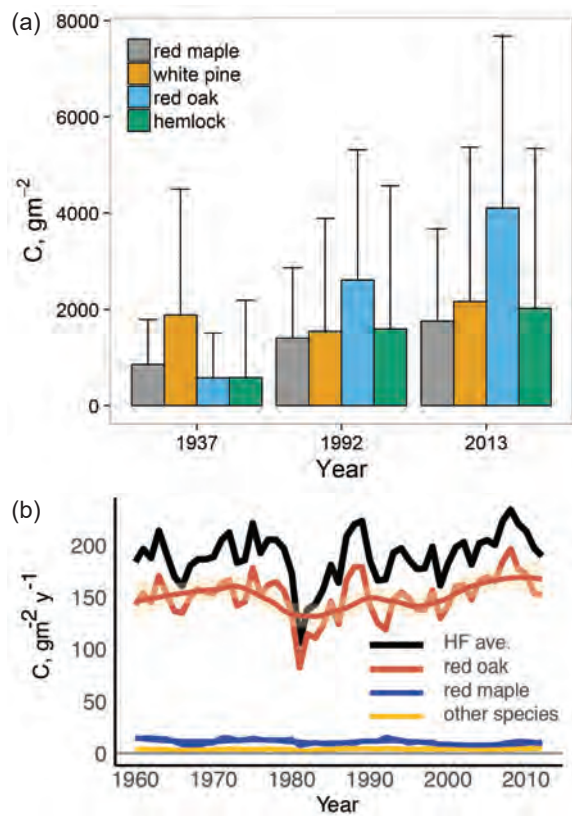 (a)
8000
6000
4000
2000
0
C, gm⁻²
red maple
white pine
red oak
hemlock
1937 1992 2013
Year
(b)
200
150
100
50
0
C, gm⁻² y⁻¹
HF ave.
red oak
red maple
other species
1960 1970 1980 1990 2000 2010
Year